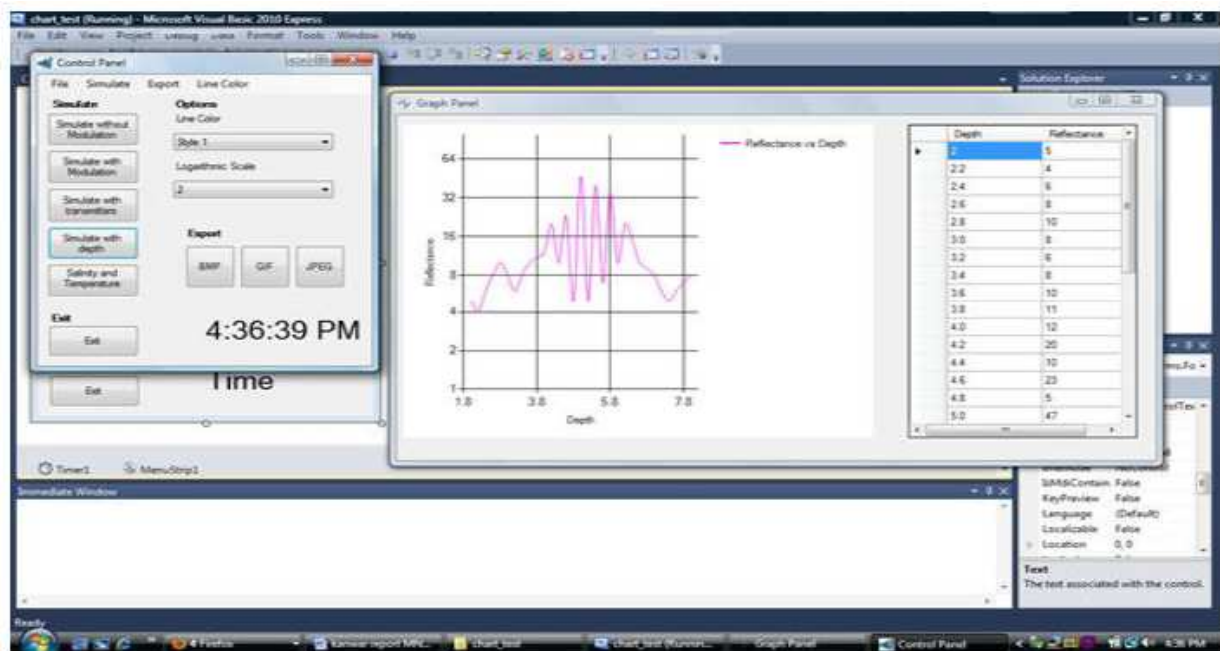 chart_test (Running) - Microsoft Visual Basic 2010 Express
File Edit View Project Debug Data Format Tools Window Help
Control Panel
File Simulate Export Line Color
Simulate
Simulate without Modulation
Simulate with Modulation
Simulate with transmitters
Simulate with depth
Salinity and Temperature
Exit
Exit
Options
Line Color
Style 1
Logarithmic Scale
2
Export
BMP GIF JPEG
4:36:39 PM
Exit
Time
Timer1 MenuStrip1
Graph Panel
Reflectance vs Depth
Reflectance
64
32
16
8
4
2
1
1.8 3.8 5.8 7.8
Depth
Depth Reflectance
2 5
2.2 4
2.4 6
2.6 8
2.8 10
3.0 8
3.2 6
3.4 8
3.6 10
3.8 11
4.0 12
4.2 20
4.4 10
4.6 23
4.8 5
5.0 47
Solution Explorer
IsMdiContain False
KeyPreview False
Language (Default)
Localizable False
Location 0, 0
Text
The text associated with the control.
Immediate Window
Ready
4 Firefox
chart_test
chart_test (Runnin...
Graph Panel
Control Panel
4:36 PM